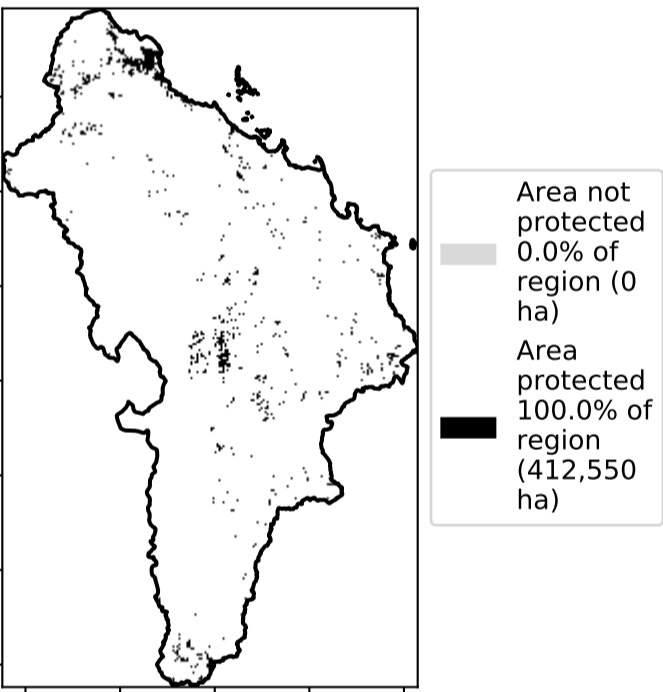 Area not
protected
0.0% of
region (0
ha)
Area
protected
100.0% of
region
(412,550
ha)